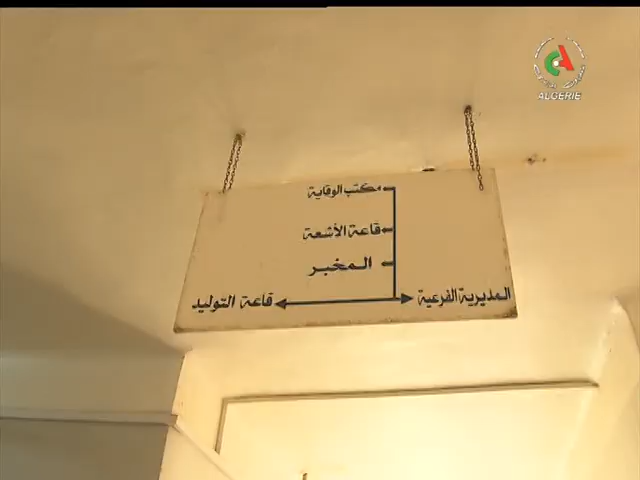 ALGERIE
مكتب الوقاية
قاعة الأشعة
المخبر
المديرية الفرعية
قاعة التوليد